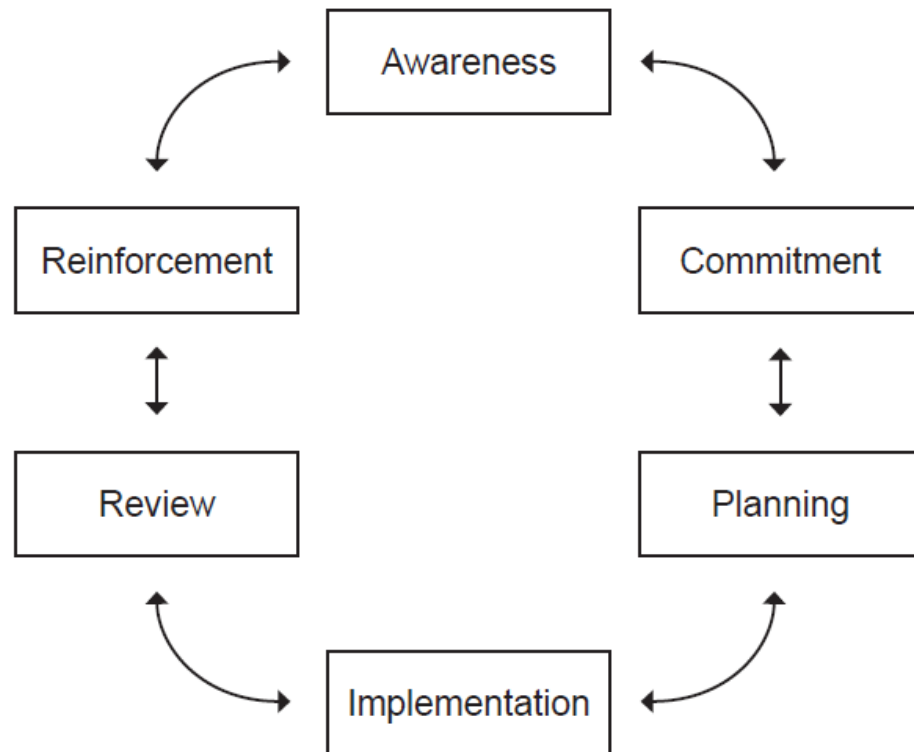 Awareness
Reinforcement
Commitment
Review
Planning
Implementation